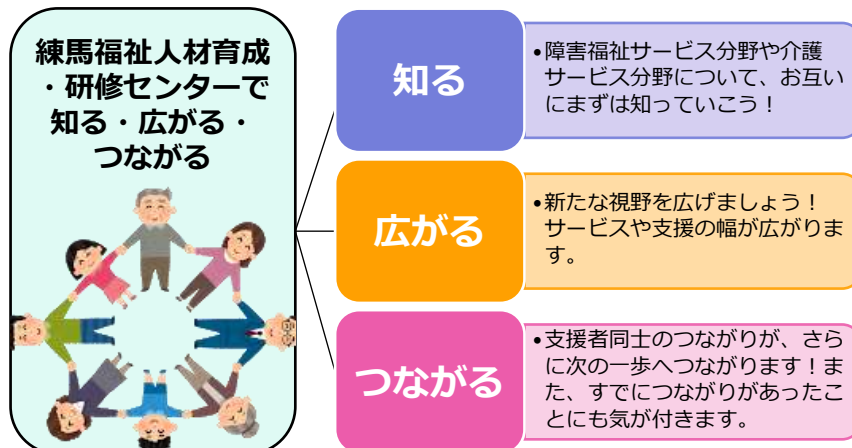 練馬福祉人材育成
・研修センターで
知る・広がる・
つながる
知る
•障害福祉サービス分野や介護
サービス分野について、お互い
にまずは知っていこう！
広がる
•新たな視野を広げましょう！
サービスや支援の幅が広がりま
す。
つながる
•支援者同士のつながりが、さら
に次の一歩へつながります！ま
た、すでにつながりがあったこ
とにも気が付きます。